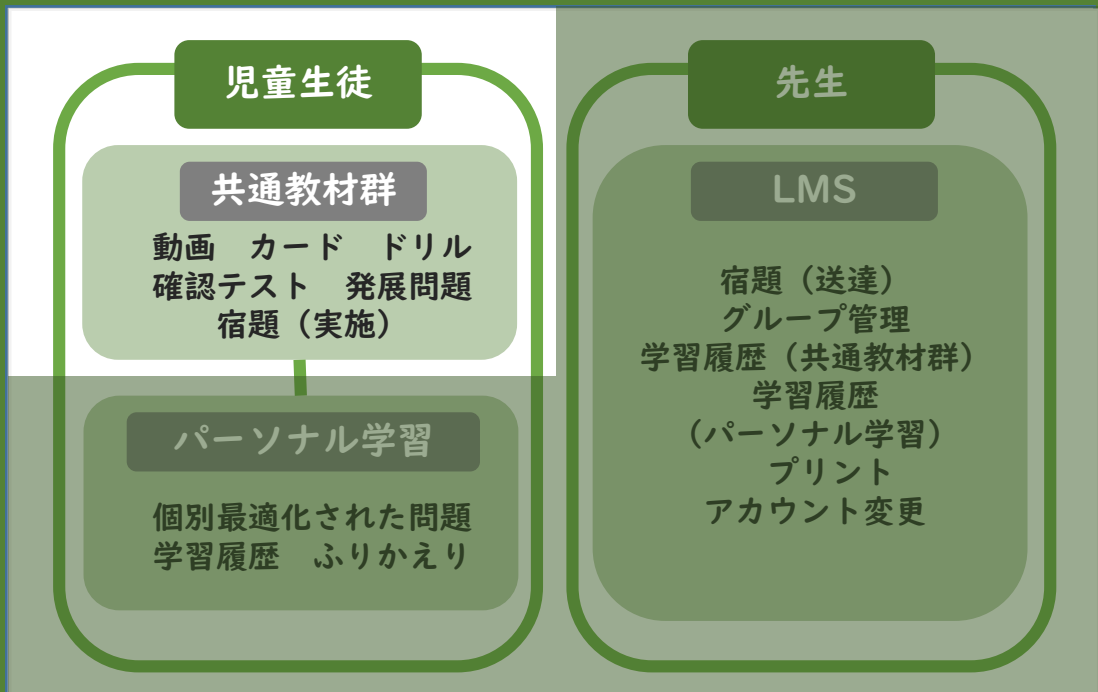 児童生徒
共通教材群
動画　カード　ドリル
確認テスト　発展問題
宿題（実施）
パーソナル学習
個別最適化された問題
学習履歴　ふりかえり
先生
LMS
宿題（送達）
グループ管理
学習履歴（共通教材群）
学習履歴
（パーソナル学習）
プリント
アカウント変更